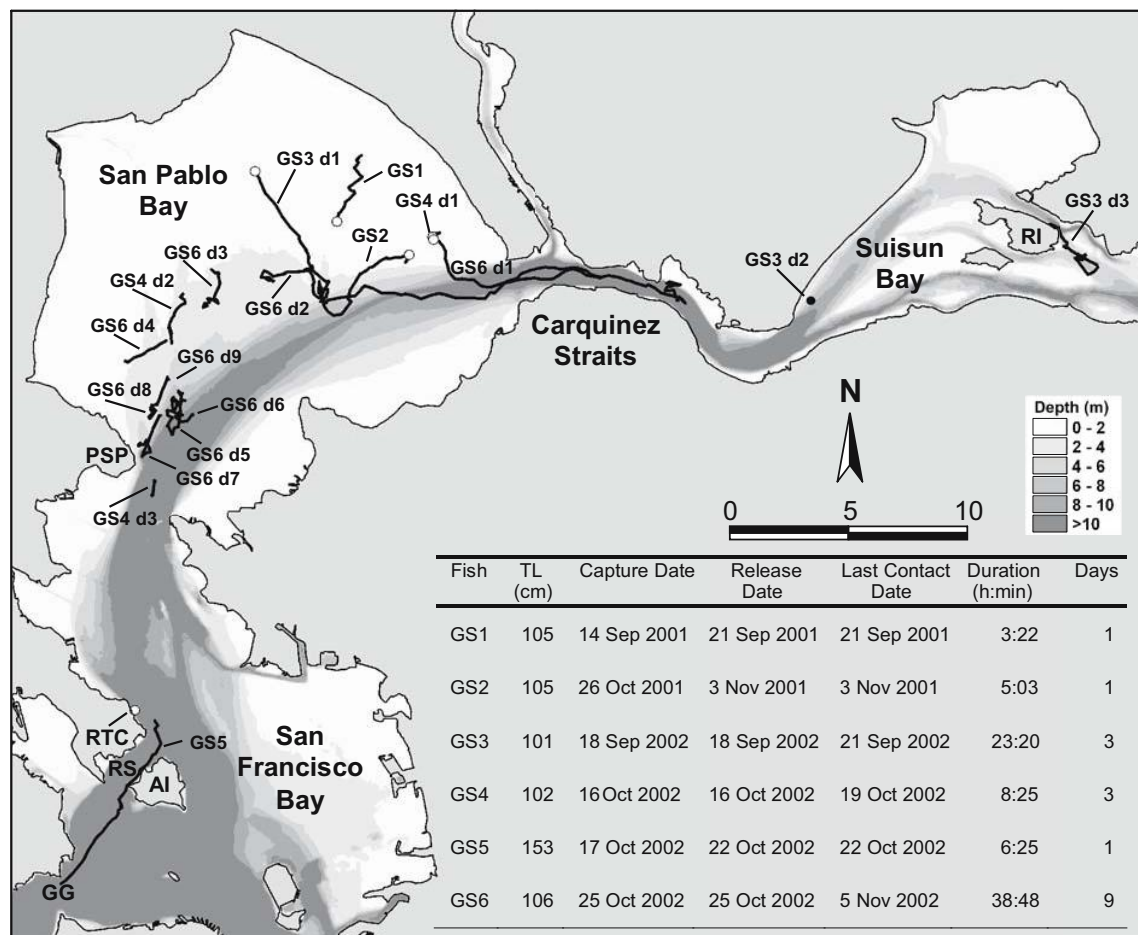 San Pablo
Bay
GS3 d1
GS1
GS4 d1
GS2
GS6 d3
GS4 d2
GS6 d1
GS6 d2
GS6 d4
GS6 d9
GS6 d8
GS6 d6
PSP
GS6 d5
GS6 d7
GS4 d3
Carquinez
Straits
GS3 d2
Suisun
Bay
RI
GS3 d3
N
0 5 10
Depth (m)
0 - 2
2 - 4
4 - 6
6 - 8
8 - 10
>10
RTC
GS5
RS
AI
GG
San
Francisco
Bay
Fish TL (cm) Capture Date Release Date Last Contact Date Duration (h:min) Days
GS1 105 14 Sep 2001 21 Sep 2001 21 Sep 2001 3:22 1
GS2 105 26 Oct 2001 3 Nov 2001 3 Nov 2001 5:03 1
GS3 101 18 Sep 2002 18 Sep 2002 21 Sep 2002 23:20 3
GS4 102 16 Oct 2002 16 Oct 2002 19 Oct 2002 8:25 3
GS5 153 17 Oct 2002 22 Oct 2002 22 Oct 2002 6:25 1
GS6 106 25 Oct 2002 25 Oct 2002 5 Nov 2002 38:48 9